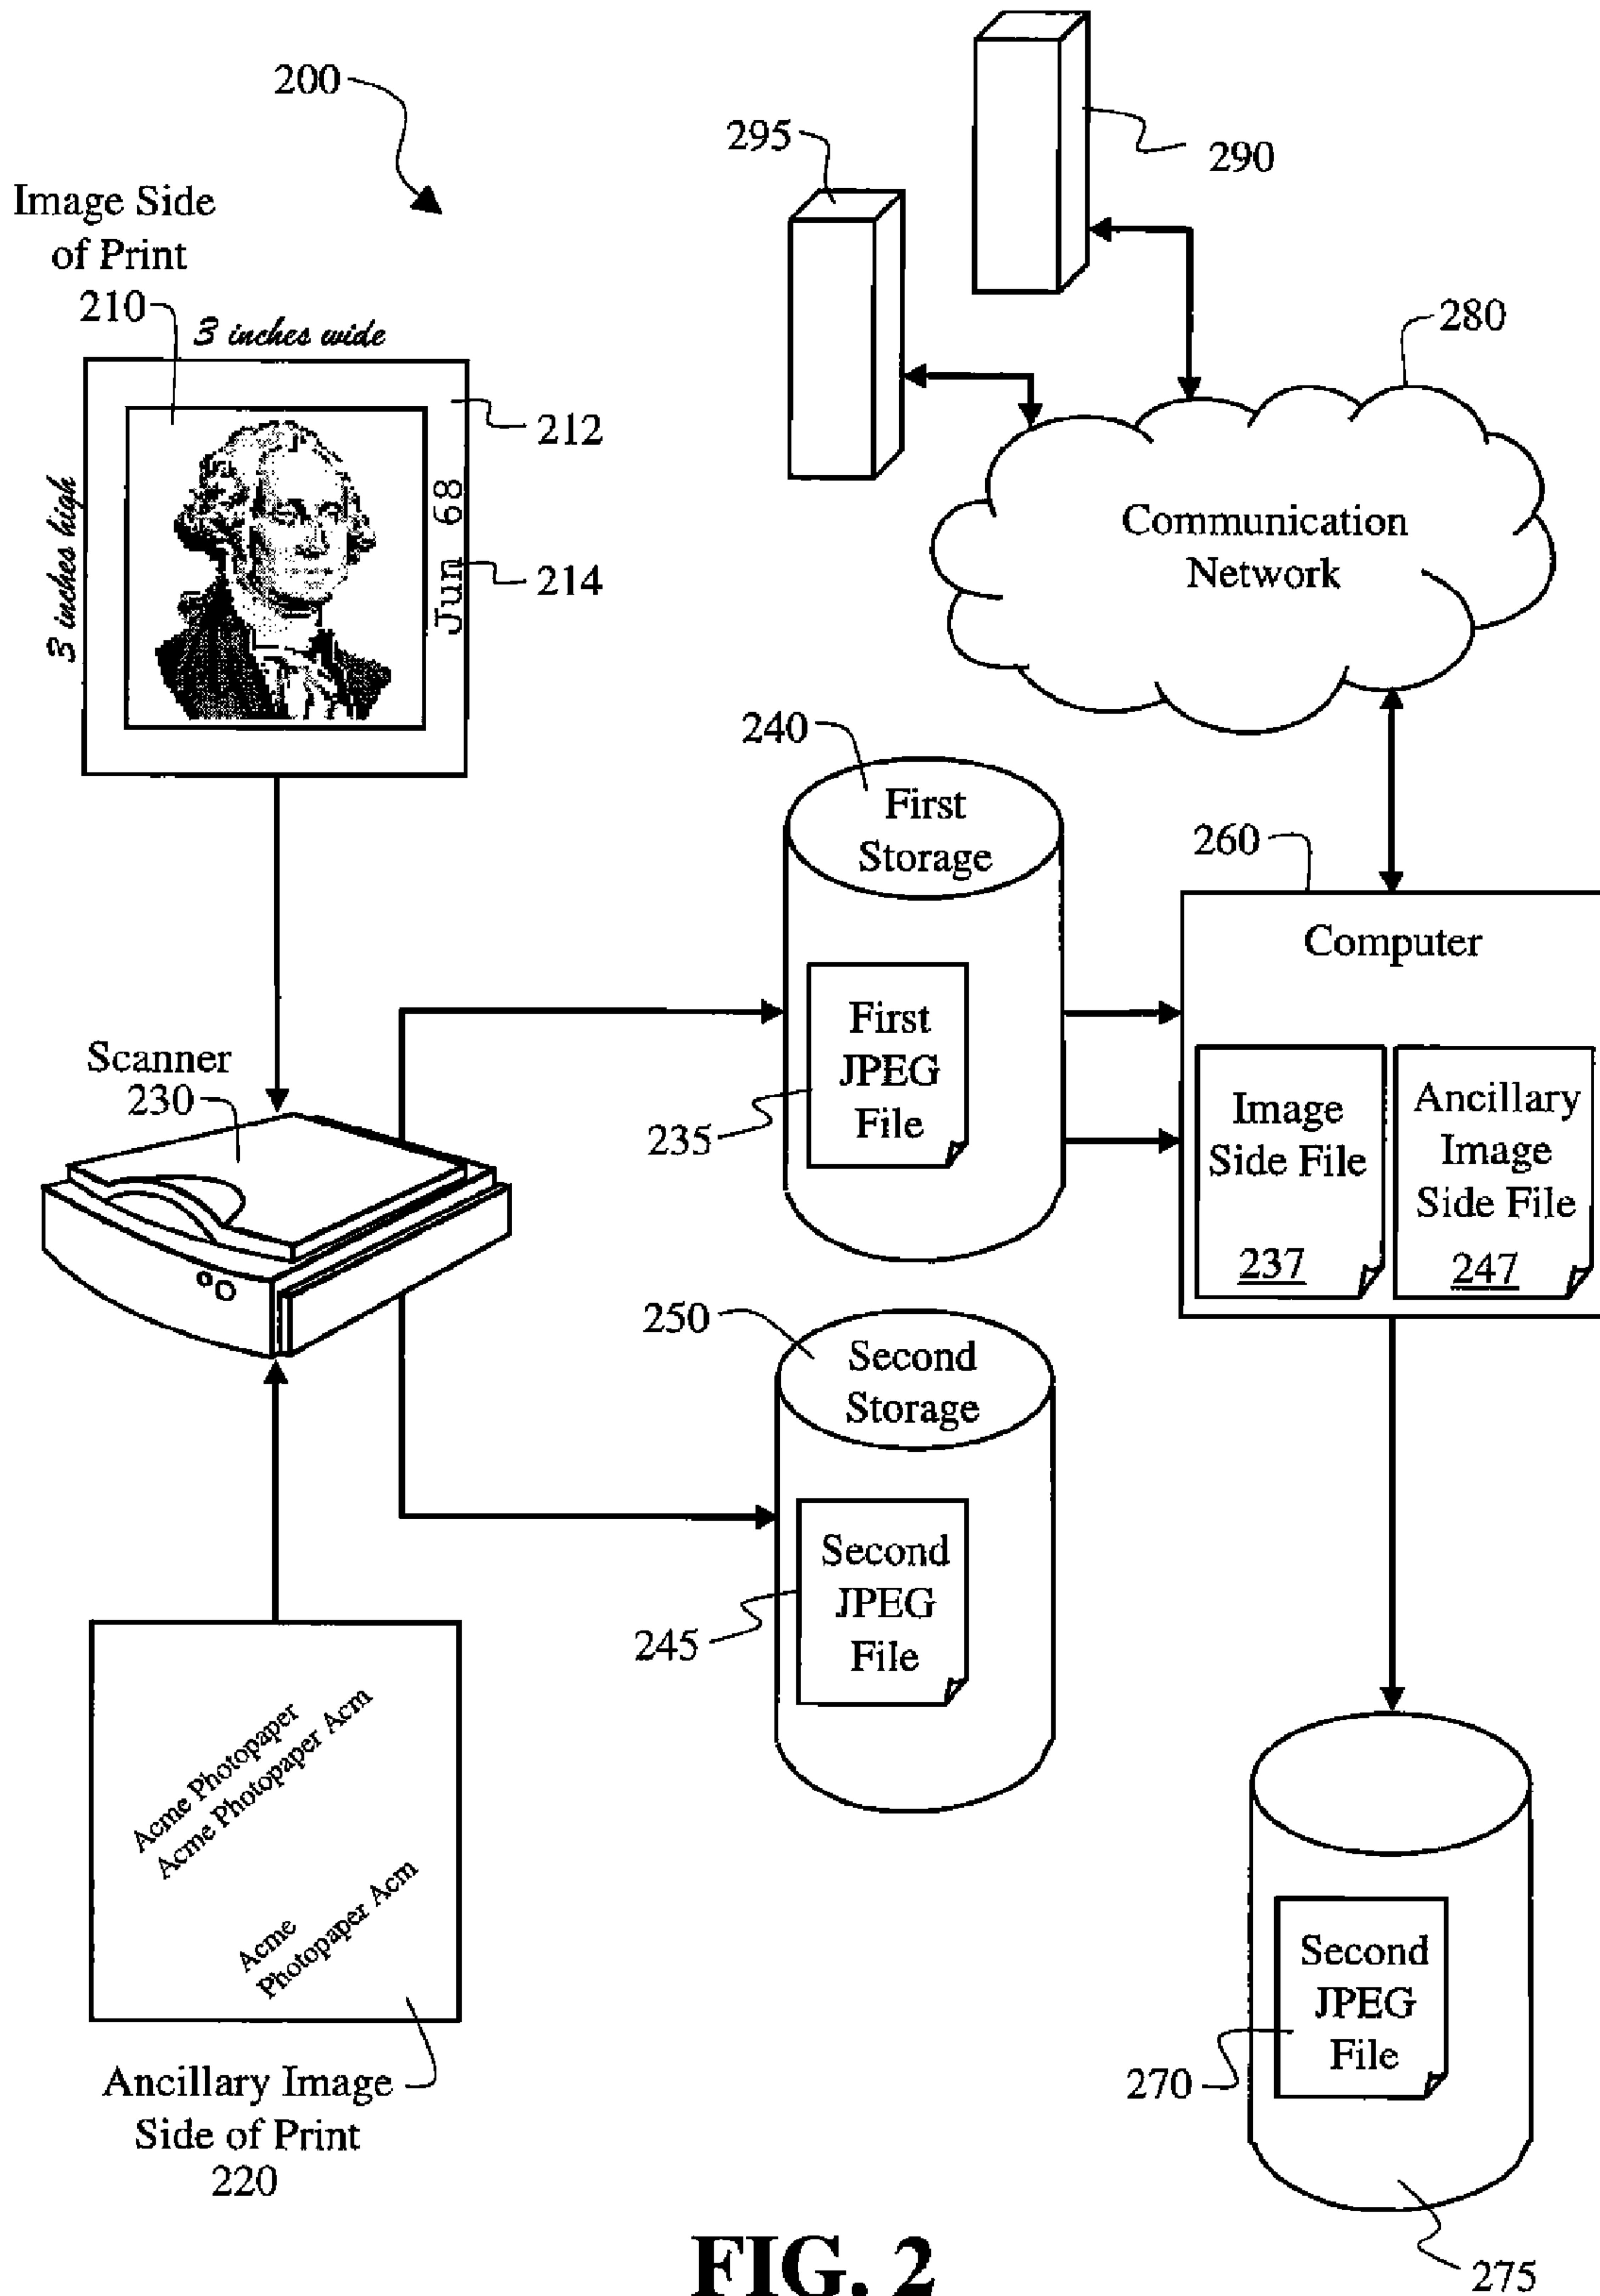 200
290
295
Image Side
of Print
210
3 inches wide
280
212
3 inches high
Jun 68
214
Communication
Network
240
First
Storage
260
Computer
First
JPEG
File
235
Scanner
230
Image
Side File
237
Ancillary
Image
Side File
247
250
Second
Storage
Second
JPEG
File
245
Acme Photopaper
Acme Photopaper Acm
Acme
Photopaper Acm
Second
JPEG
File
270
Ancillary Image
Side of Print
220
275
FIG. 2